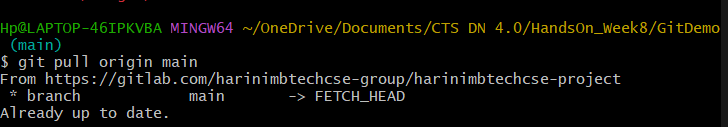 Hp@LAPTOP-46IPKVBA MINGW64 ~/OneDrive/Documents/CTS DN 4.0/HandsOn_Week8/GitDemo
(main)
$ git pull origin main
From https://gitlab.com/harinimbtechcse-group/harinimbtechcse-project
* branch            main       -> FETCH_HEAD
Already up to date.